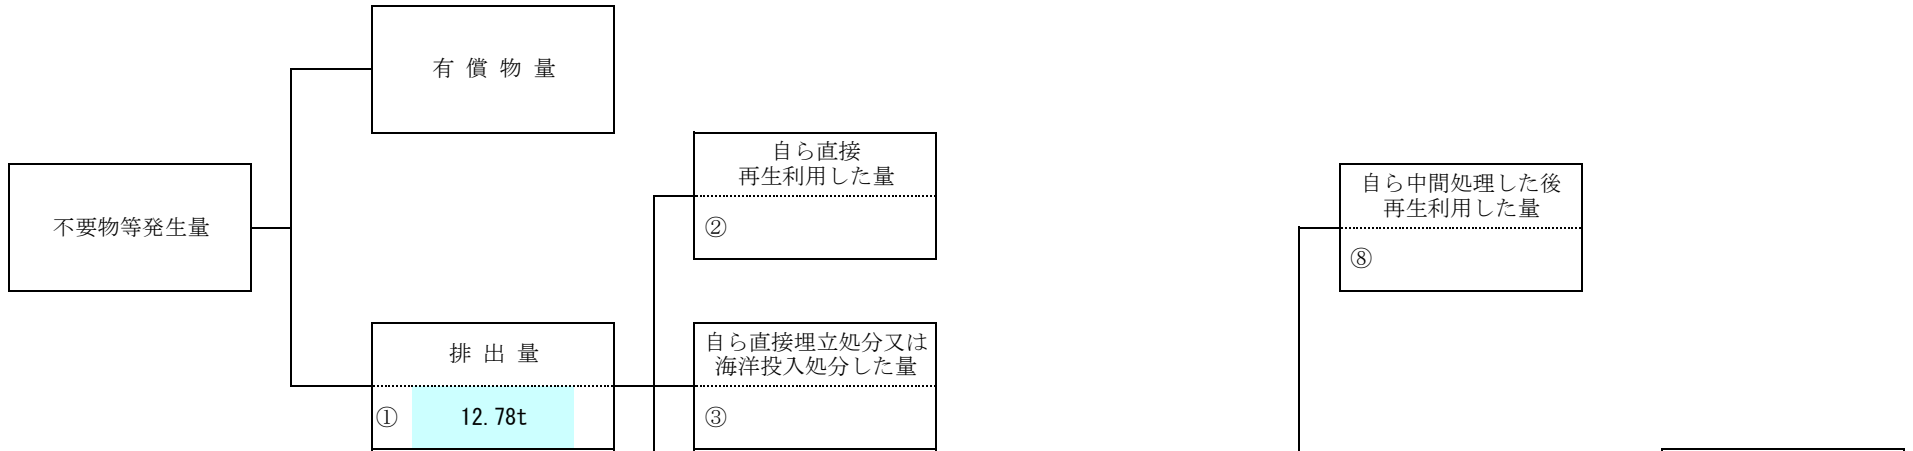 有 償 物 量
自ら直接
再生利用した量
②
不要物等発生量
自ら中間処理した後
再生利用した量
⑧
排 出 量
① 12.78t
自ら直接埋立処分又は
海洋投入処分した量
③